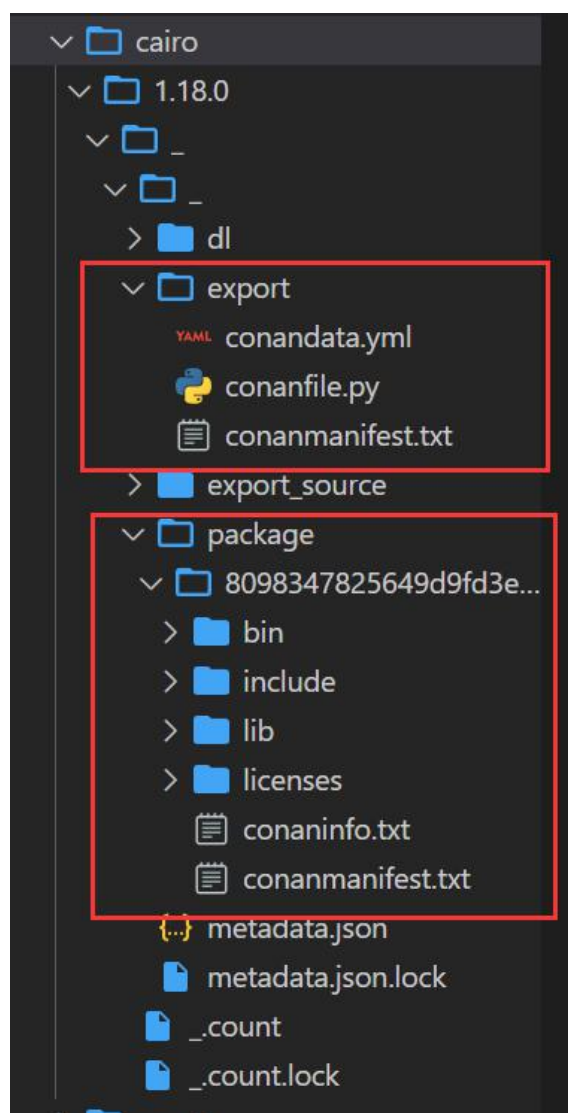 cairo
1.18.0
_
_
dl
export
YAML conandata.yml
conanfile.py
conanmanifest.txt
export_source
package
8098347825649d9fd3e...
bin
include
lib
licenses
conaninfo.txt
conanmanifest.txt
{..} metadata.json
metadata.json.lock
_.count
_.count.lock